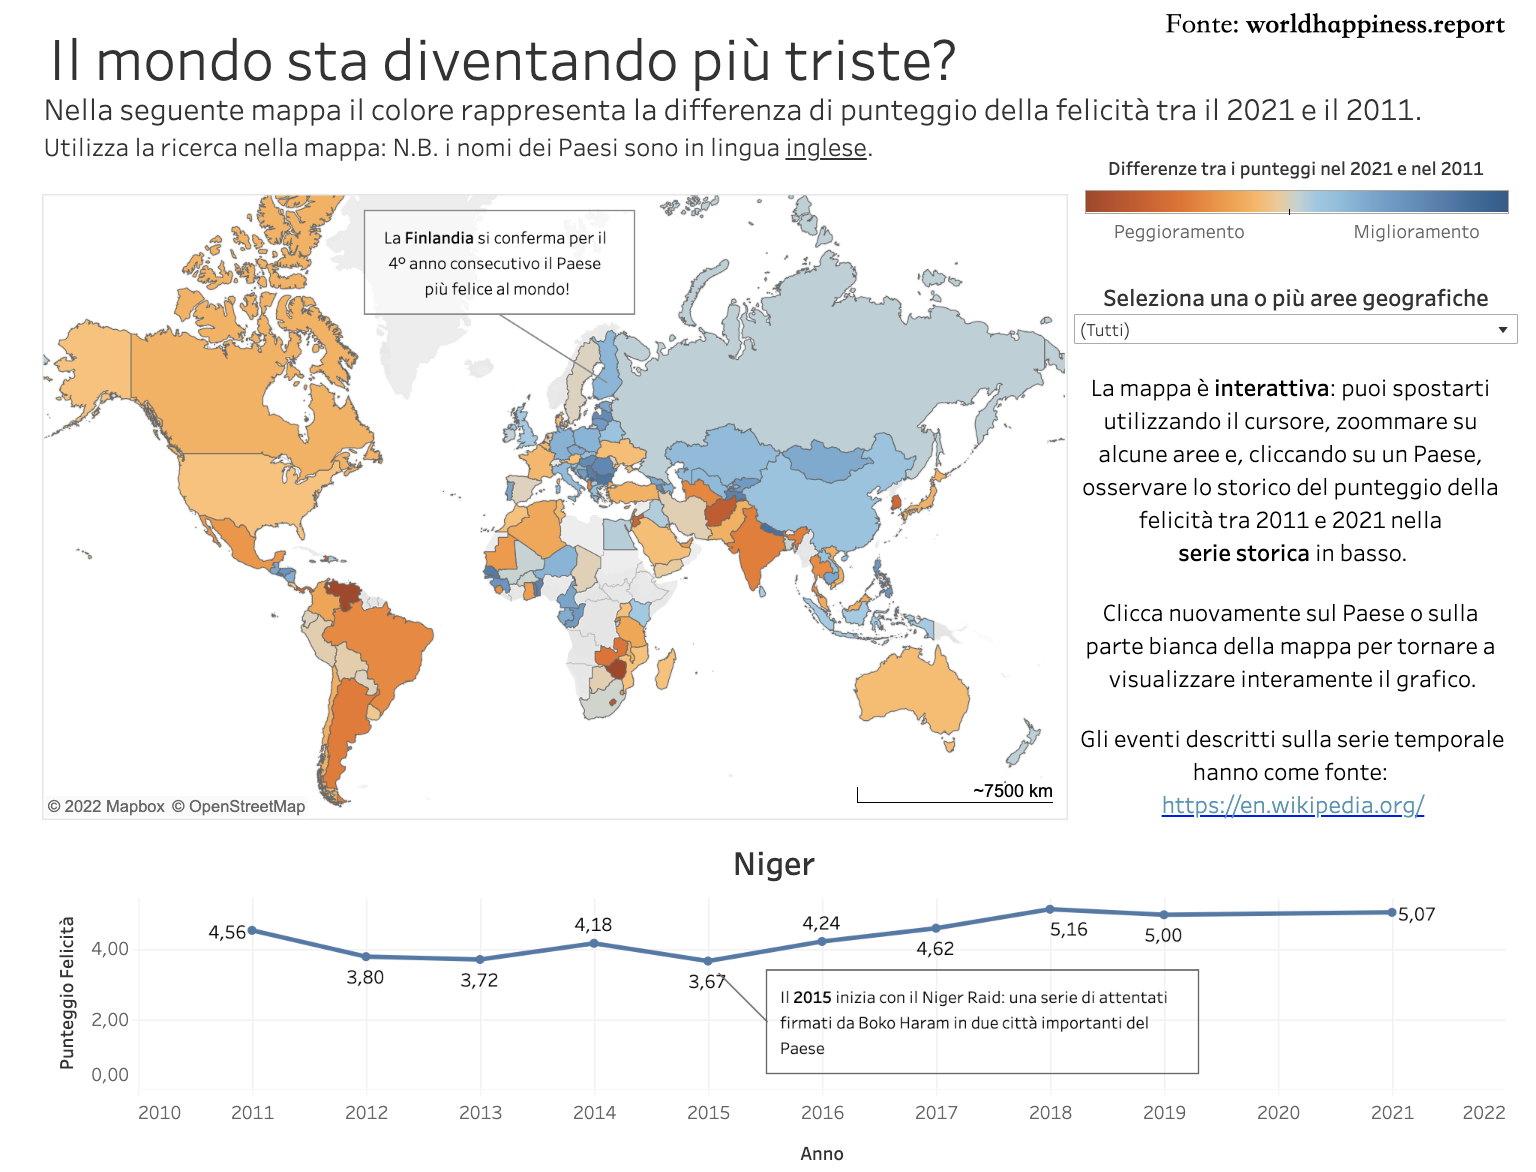 Fonte: worldhappiness.report
Il mondo sta diventando più triste?
Nella seguente mappa il colore rappresenta la differenza di punteggio della felicità tra il 2021 e il 2011.
Utilizza la ricerca nella mappa: N.B. i nomi dei Paesi sono in lingua inglese.
Differenze tra i punteggi nel 2021 e nel 2011
Peggioramento
Miglioramento
La Finlandia si conferma per il
4° anno consecutivo il Paese
più felice al mondo!
~7500 km
© 2022 Mapbox © OpenStreetMap
Seleziona una o più aree geografiche
(Tutti)
La mappa è interattiva: puoi spostarti
utilizzando il cursore, zoommare su
alcune aree e, cliccando su un Paese,
osservare lo storico del punteggio della
felicità tra 2011 e 2021 nella
serie storica in basso.
Clicca nuovamente sul Paese o sulla
parte bianca della mappa per tornare a
visualizzare interamente il grafico.
Gli eventi descritti sulla serie temporale
hanno come fonte:
https://en.wikipedia.org/
Niger
Punteggio Felicità
4,00
2,00
0,00
4,56
3,80
3,72
4,18
3,67
4,24
4,62
5,16
5,00
5,07
Il 2015 inizia con il Niger Raid: una serie di attentati
firmati da Boko Haram in due città importanti del
Paese
2010
2011
2012
2013
2014
2015
2016
2017
2018
2019
2020
2021
2022
Anno